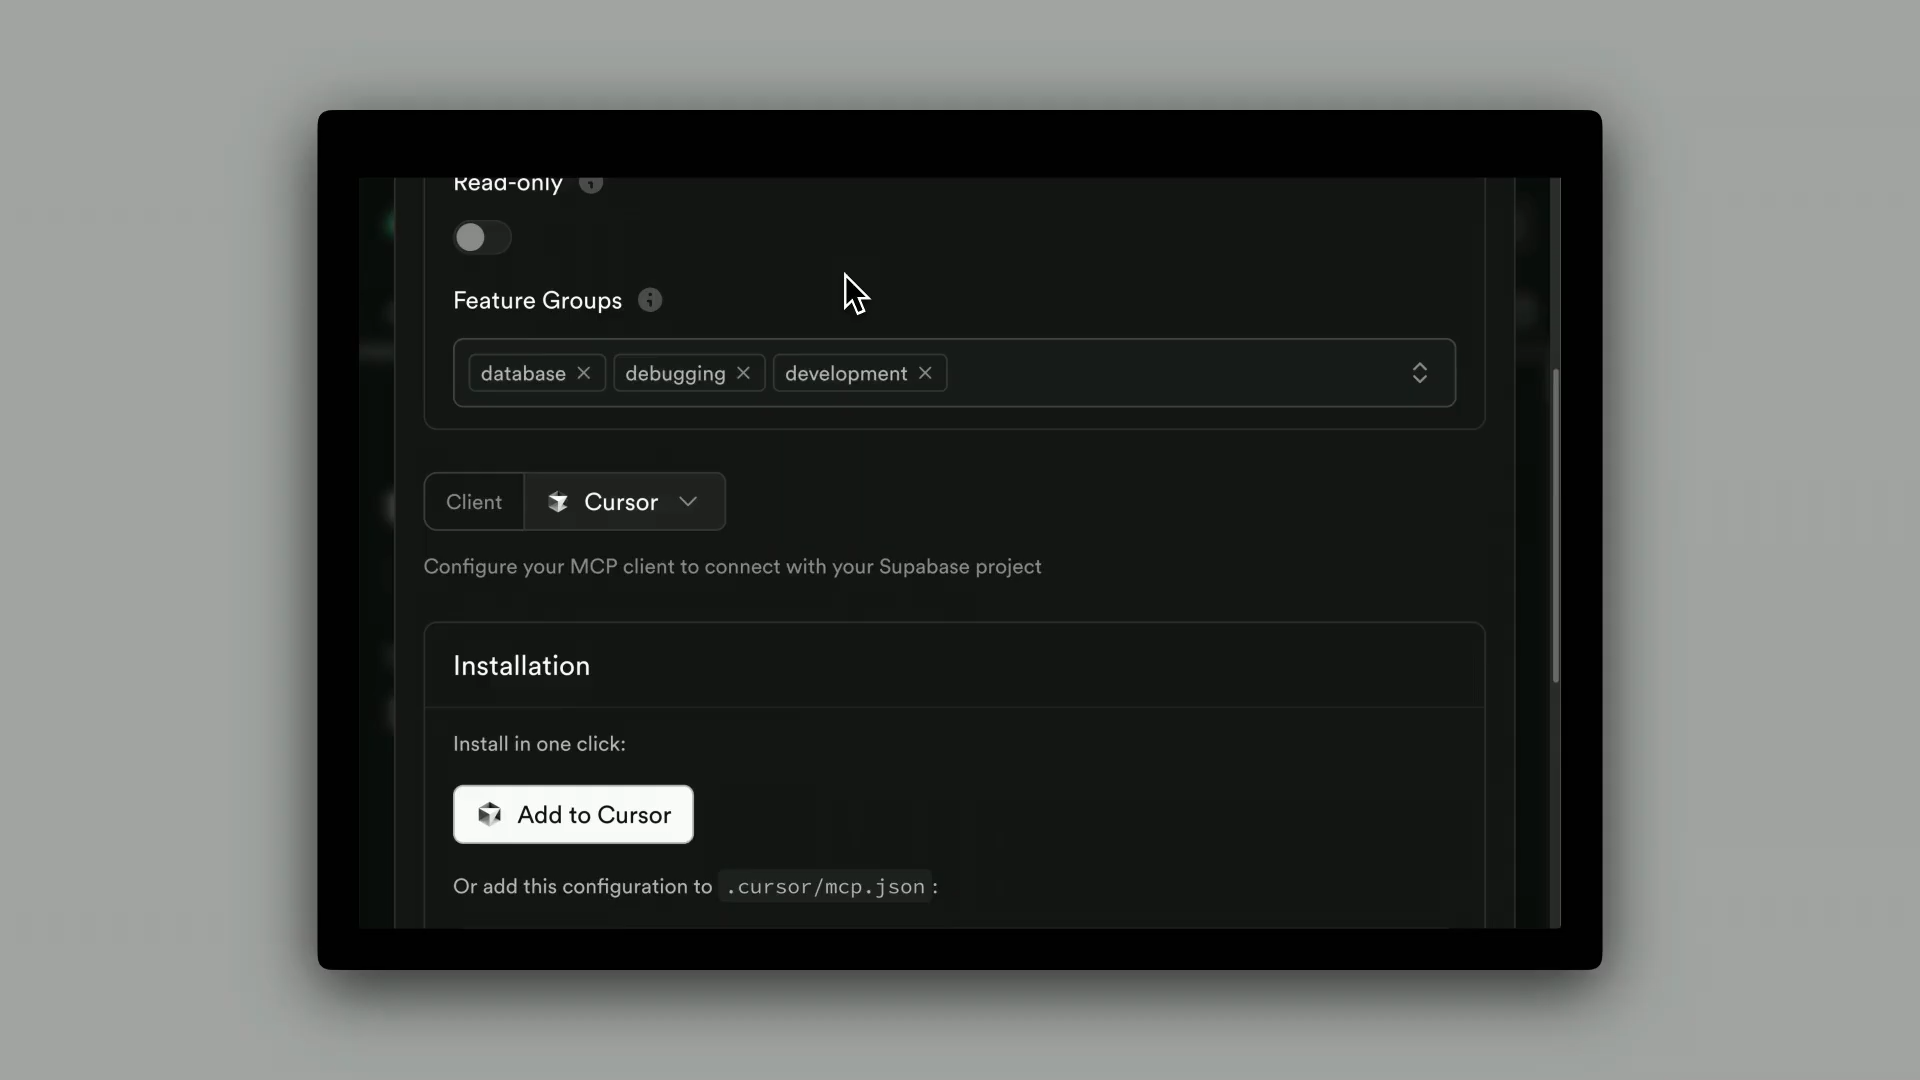 Read-only
Feature Groups
database
debugging
development
Client
Cursor
Configure your MCP client to connect with your Supabase project
Installation
Install in one click:
Add to Cursor
Or add this configuration to .cursor/mcp.json :